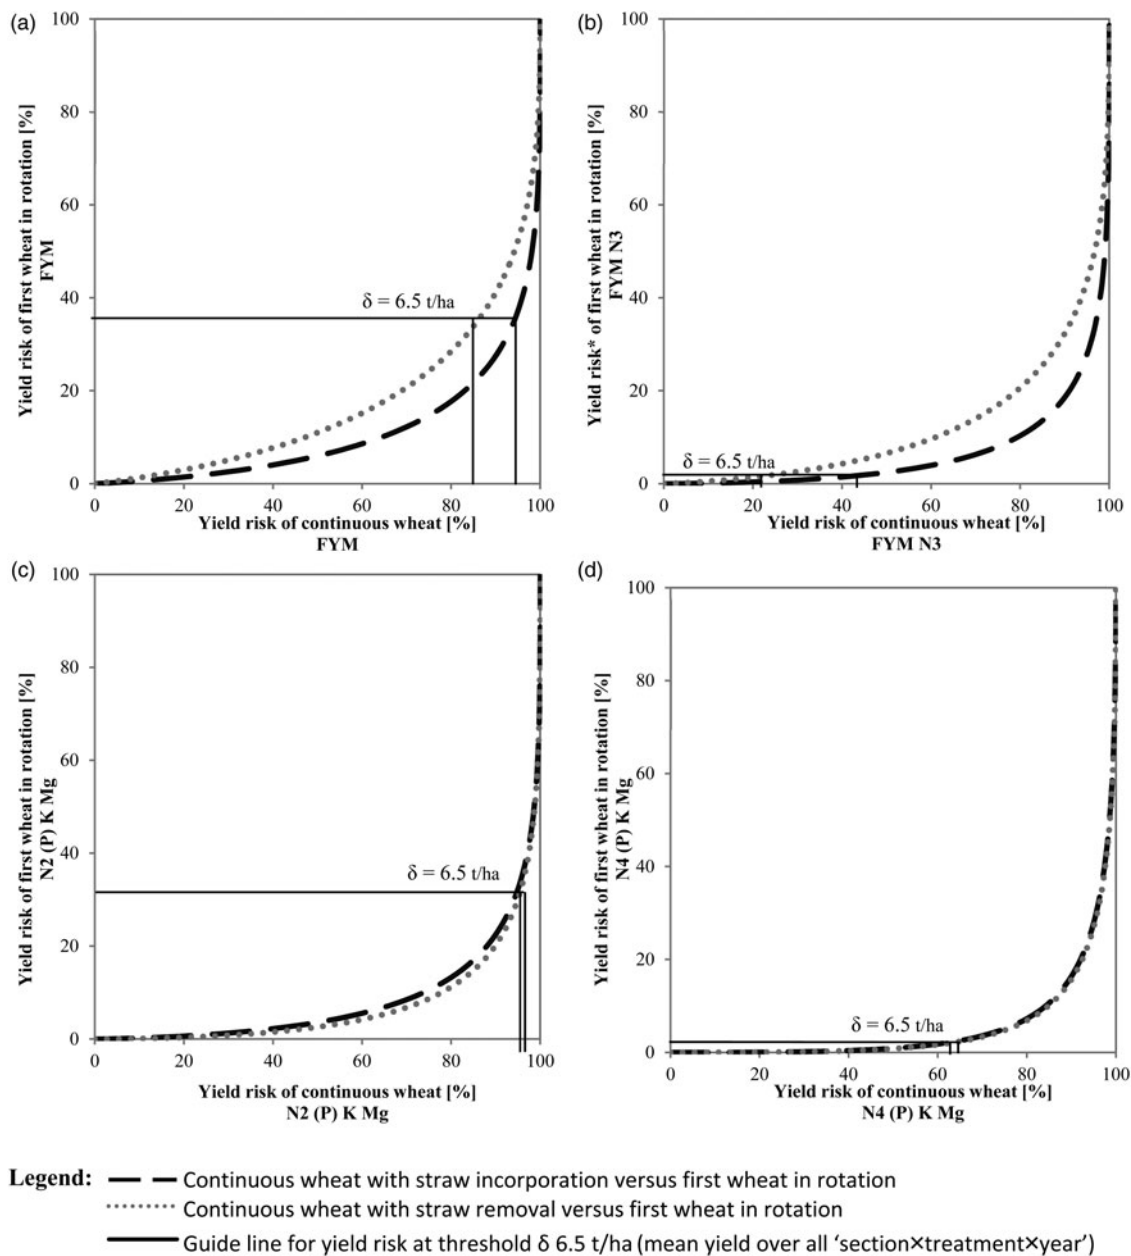 (a)
100
80
60
40
20
0
Yield risk of first wheat in rotation [%]
FYM
δ = 6.5 t/ha
0 20 40 60 80 100
Yield risk of continuous wheat [%]
FYM
(b)
100
80
60
40
20
0
Yield risk* of first wheat in rotation [%]
FYM N3
δ = 6.5 t/ha
0 20 40 60 80 100
Yield risk of continuous wheat [%]
FYM N3
(c)
100
80
60
40
20
0
Yield risk of first wheat in rotation [%]
N2 (P) K Mg
δ = 6.5 t/ha
0 20 40 60 80 100
Yield risk of continuous wheat [%]
N2 (P) K Mg
(d)
100
80
60
40
20
0
Yield risk of first wheat in rotation [%]
N4 (P) K Mg
δ = 6.5 t/ha
0 20 40 60 80 100
Yield risk of continuous wheat [%]
N4 (P) K Mg
Legend: Continuous wheat with straw incorporation versus first wheat in rotation
Continuous wheat with straw removal versus first wheat in rotation
Guide line for yield risk at threshold δ 6.5 t/ha (mean yield over all ‘section×treatment×year’)